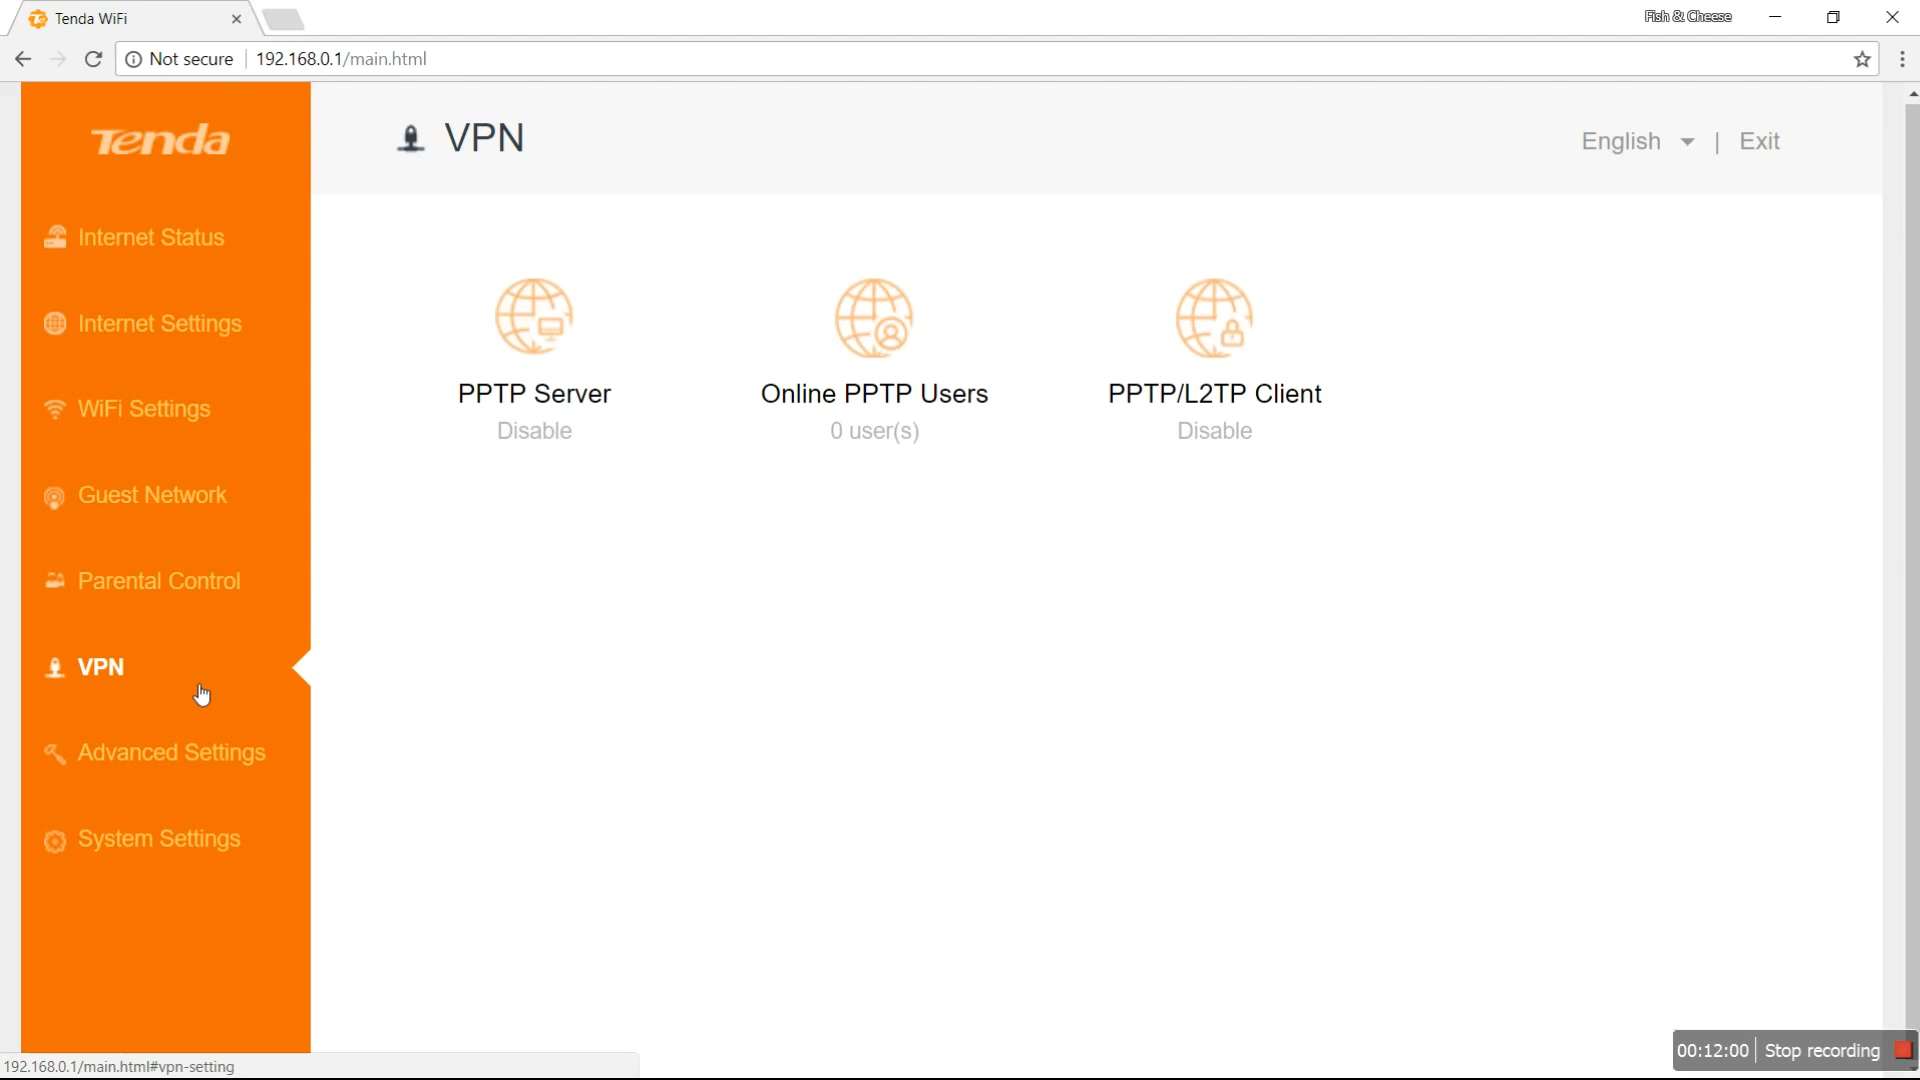 Tenda WiFi
Fish & Cheese
Not secure
192.168.0.1/main.html
Tenda
VPN
English
| Exit
Internet Status
Internet Settings
WiFi Settings
Guest Network
Parental Control
VPN
Advanced Settings
System Settings
PPTP Server
Disable
Online PPTP Users
0 user(s)
PPTP/L2TP Client
Disable
00:12:00
Stop recording
192.168.0.1/main.html#vpn-setting